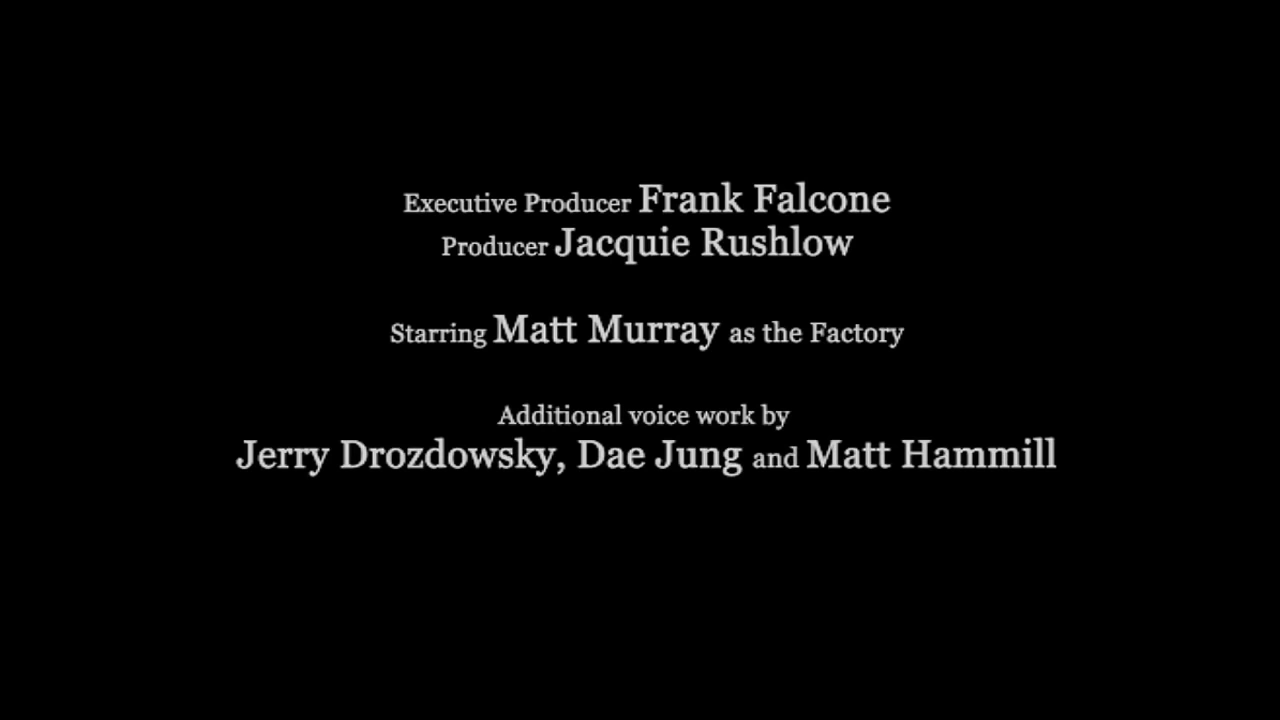 Executive Producer Frank Falcone
Producer Jacquie Rushlow
Starring Matt Murray as the Factory
Additional voice work by
Jerry Drozdowsky, Dae Jung and Matt Hammill